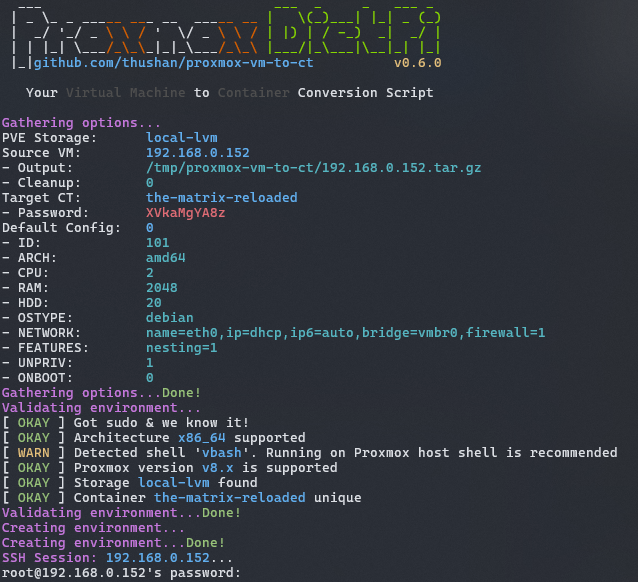 github.com/thushan/proxmox-vm-to-ct v0.6.0
Your Virtual Machine to Container Conversion Script
Gathering options...
PVE Storage: local-lvm
Source VM: 192.168.0.152
- Output: /tmp/proxmox-vm-to-ct/192.168.0.152.tar.gz
- Cleanup: 0
Target CT: the-matrix-reloaded
- Password: XVkaMgYA8z
Default Config: 0
- ID: 101
- ARCH: amd64
- CPU: 2
- RAM: 2048
- HDD: 20
- OSTYPE: debian
- NETWORK: name=eth0,ip=dhcp,ip6=auto,bridge=vmbr0,firewall=1
- FEATURES: nesting=1
- UNPRIV: 1
- ONBOOT: 0
Gathering options...Done!
Validating environment...
[ OKAY ] Got sudo & we know it!
[ OKAY ] Architecture x86_64 supported
[ WARN ] Detected shell 'vbash'. Running on Proxmox host shell is recommended
[ OKAY ] Proxmox version v8.x is supported
[ OKAY ] Storage local-lvm found
[ OKAY ] Container the-matrix-reloaded unique
Validating environment...Done!
Creating environment...
Creating environment...Done!
SSH Session: 192.168.0.152...
root@192.168.0.152's password: